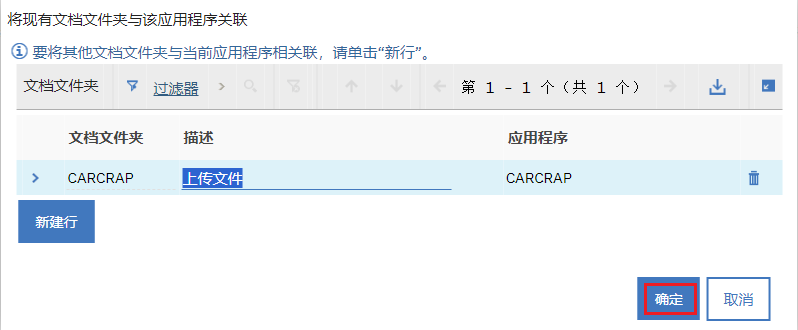 将现有文档文件夹与该应用程序关联
要将其他文档文件夹与当前应用程序相关联，请单击“新行”。
文档文件夹 过滤器 第 1 - 1 个（共 1 个）
文档文件夹 描述 应用程序
CARCRAP 上传文件 CARCRAP
新建行
确定 取消